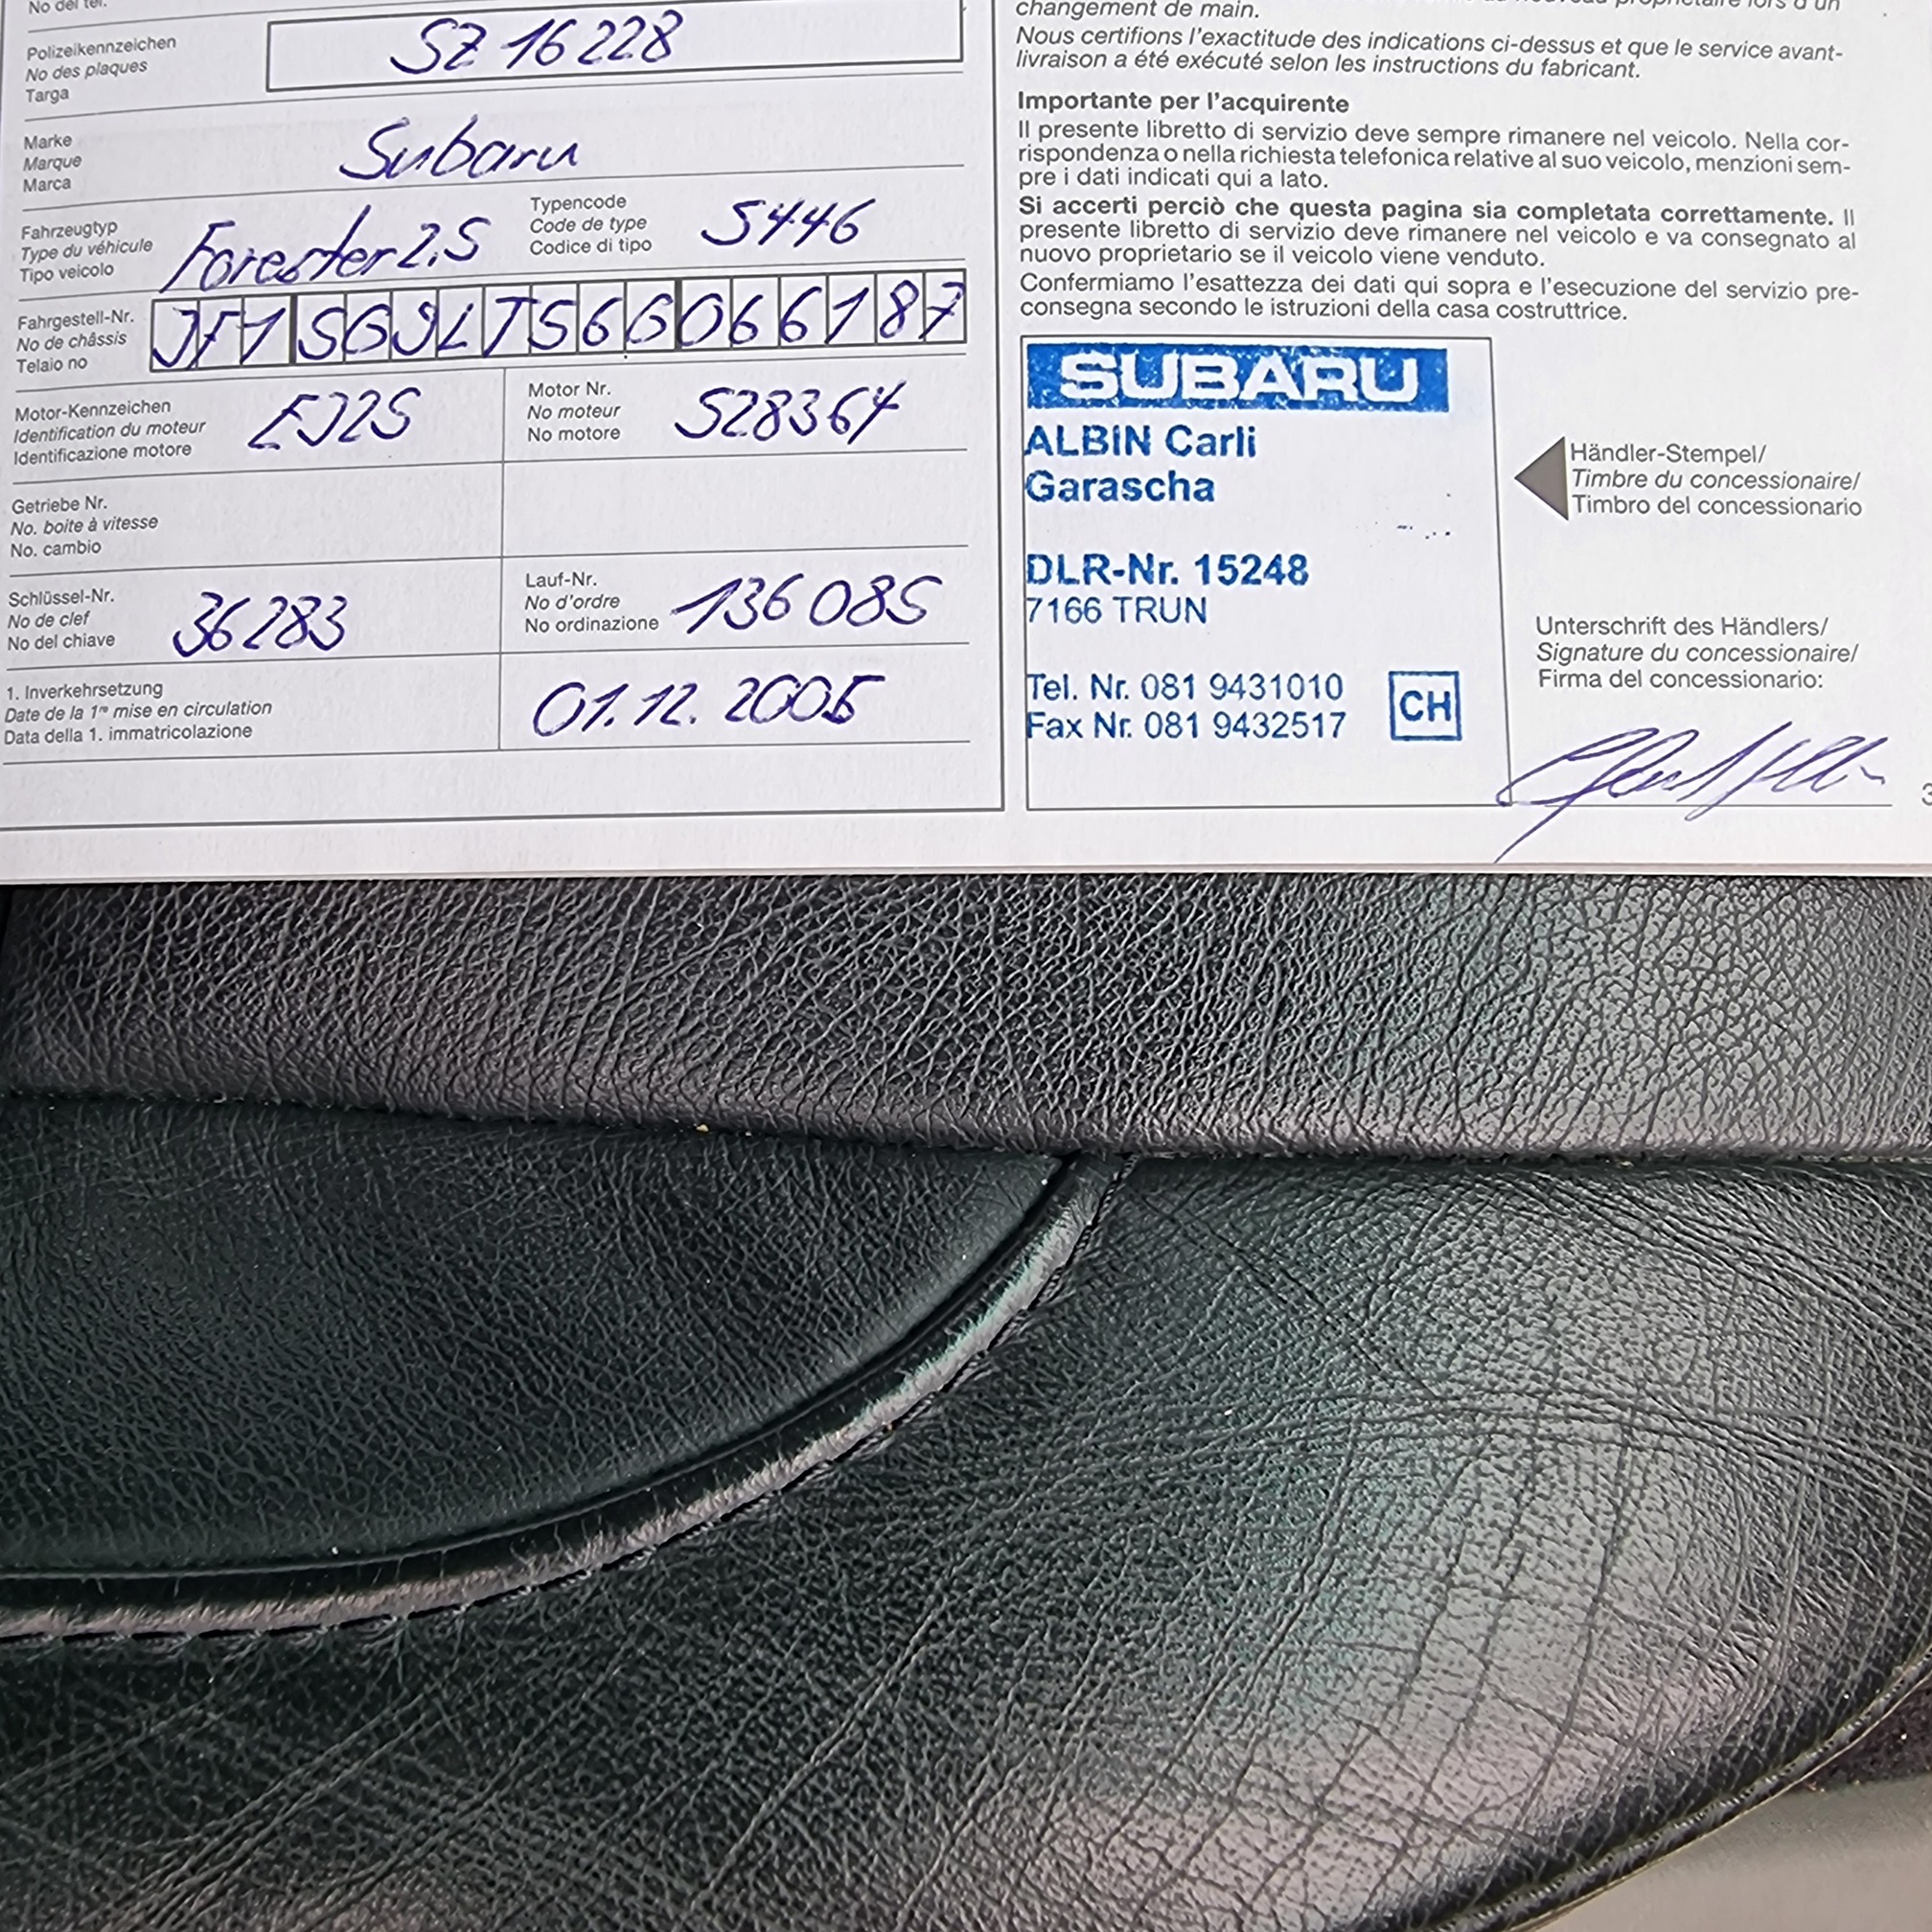 No del tel.
Polizeikennzeichen
No des plaques
Targa
SZ 16228
Marke
Marque
Marca
Subaru
Fahrzeugtyp
Type du véhicule
Tipo veicolo
Forester 2,5
Typencode
Code de type
Codice di tipo
5446
Fahrgestell-Nr.
No de châssis
Telaio no
JF1SG9LT56G066187
Motor-Kennzeichen
Identification du moteur
Identificazione motore
EJ25
Motor Nr.
No moteur
No motore
528364
Getriebe Nr.
No. boite à vitesse
No. cambio
Schlüssel-Nr.
No de clef
No del chiave
36283
Lauf-Nr.
No d'ordre
No ordinazione
136085
1. Inverkehrsetzung
Date de la 1re mise en circulation
Data della 1. immatricolazione
01.12.2005
changement de main.
Nous certifions l'exactitude des indications ci-dessus et que le service avant-
livraison a été exécuté selon les instructions du fabricant.
Importante per l'acquirente
Il presente libretto di servizio deve sempre rimanere nel veicolo. Nella cor-
rispondenza o nella richiesta telefonica relative al suo veicolo, menzioni sem-
pre i dati indicati qui a lato.
Si accerti perciò che questa pagina sia completata correttamente. Il
presente libretto di servizio deve rimanere nel veicolo e va consegnato al
nuovo proprietario se il veicolo viene venduto.
Confermiamo l'esattezza dei dati qui sopra e l'esecuzione del servizio pre-
consegna secondo le istruzioni della casa costruttrice.
SUBARU
ALBIN Carli
Garascha
DLR-Nr. 15248
7166 TRUN
Tel. Nr. 081 9431010
Fax Nr. 081 9432517
CH
Händler-Stempel/
Timbre du concessionaire/
Timbro del concessionario
Unterschrift des Händlers/
Signature du concessionaire/
Firma del concessionario: